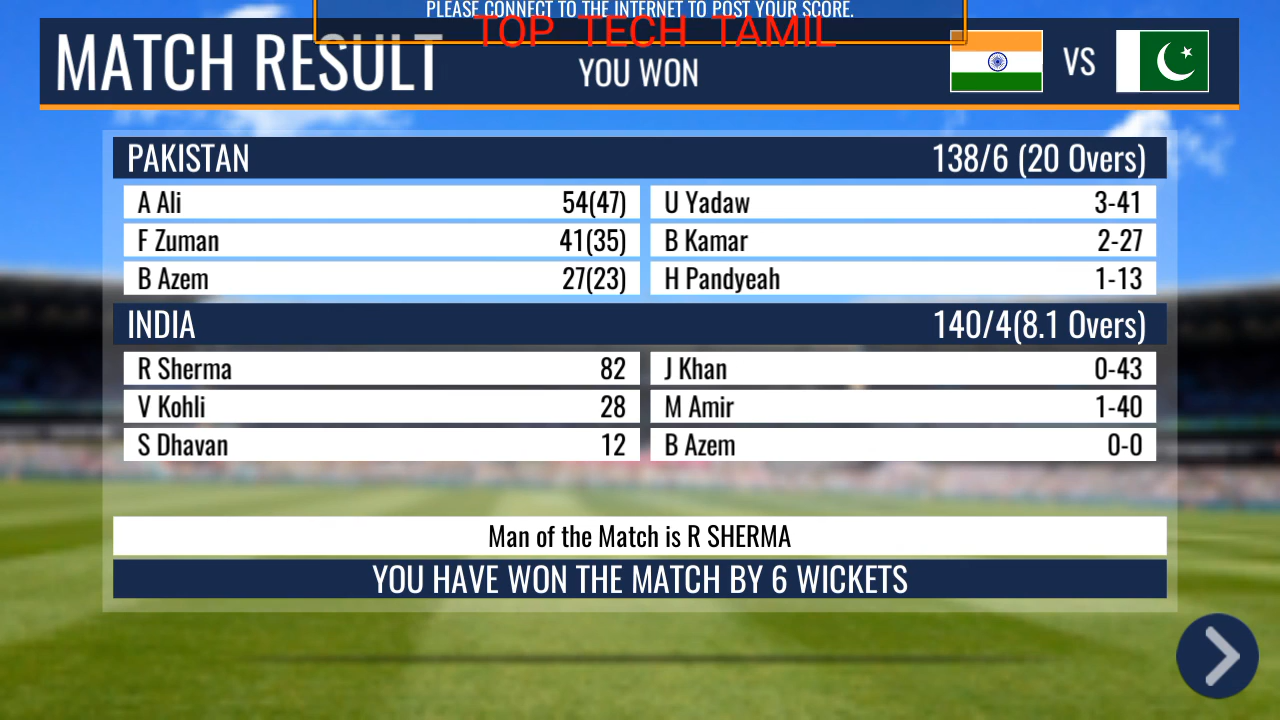 PLEASE CONNECT TO THE INTERNET TO POST YOUR SCORE.
TOP TECH TAMIL
MATCH RESULT
YOU WON
VS
PAKISTAN 138/6 (20 Overs)
A Ali 54(47) U Yadaw 3-41
F Zuman 41(35) B Kamar 2-27
B Azem 27(23) H Pandyeah 1-13
INDIA 140/4(8.1 Overs)
R Sherma 82 J Khan 0-43
V Kohli 28 M Amir 1-40
S Dhavan 12 B Azem 0-0
Man of the Match is R SHERMA
YOU HAVE WON THE MATCH BY 6 WICKETS